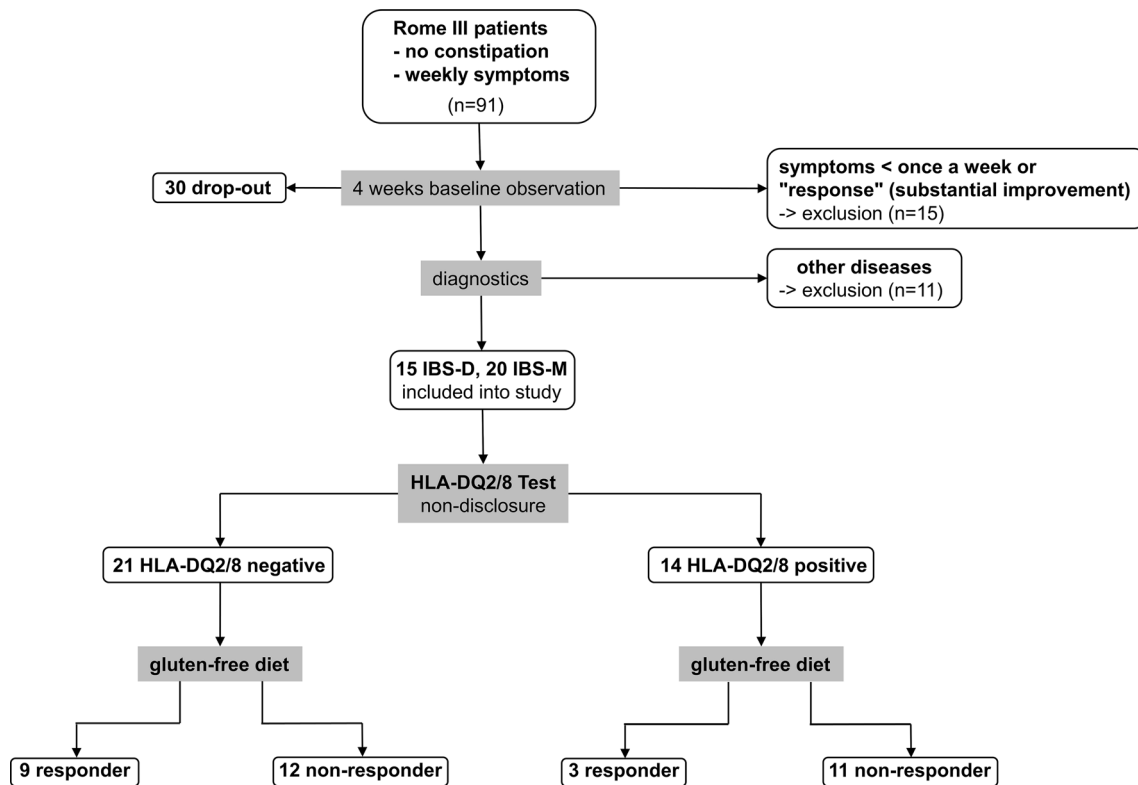 Rome III patients
- no constipation
- weekly symptoms
(n=91)
30 drop-out
4 weeks baseline observation
symptoms < once a week or
"response" (substantial improvement)
-> exclusion (n=15)
diagnostics
other diseases
-> exclusion (n=11)
15 IBS-D, 20 IBS-M
included into study
HLA-DQ2/8 Test
non-disclosure
21 HLA-DQ2/8 negative
14 HLA-DQ2/8 positive
gluten-free diet
gluten-free diet
9 responder
12 non-responder
3 responder
11 non-responder